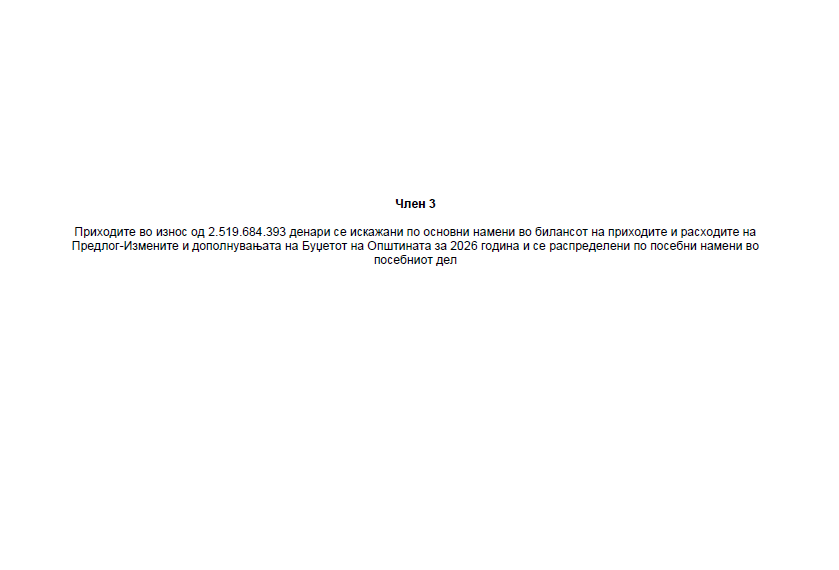 Член 3
Приходите во износ од 2.519.684.393 денари се искажани по основни намени во билансот на приходите и расходите на
Предлог-Измените и дополнувањата на Буџетот на Општината за 2026 година и се распределени по посебни намени во
посебниот дел